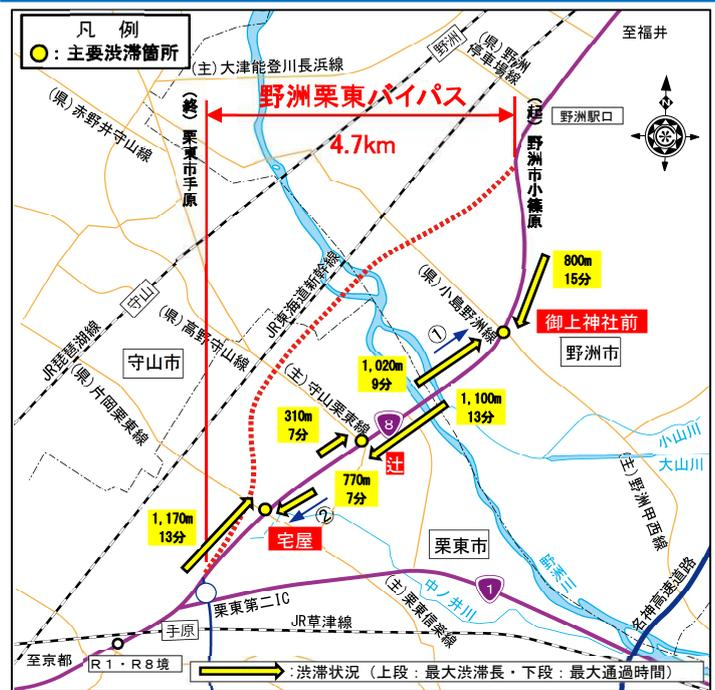 凡 例
：主要渋滞箇所
至福井
野洲
(県)野洲
停車場線
(主)大津能登川長浜線
(県)赤野井守山線
野洲栗東バイパス
4.7km
(終)栗東市手原
(起)野洲市小篠原
野洲駅口
N
800m
15分
(県)小島野洲線
御上神社前
野洲市
①
1,020m
9分
1,100m
13分
JR東海道新幹線
守山
(県)高野守山線
JR琵琶湖線
守山市
(県)片岡栗東線
(主)守山栗東線
310m
7分
8
辻
770m
7分
②
宅屋
1,170m
13分
小山川
大山川
(主)野洲甲西線
栗東市
野洲川
名神高速道路
1
中ノ井川
(主)栗東信楽線
栗東第二IC
JR草津線
手原
至京都
R1・R8境
：渋滞状況（上段：最大渋滞長・下段：最大通過時間）